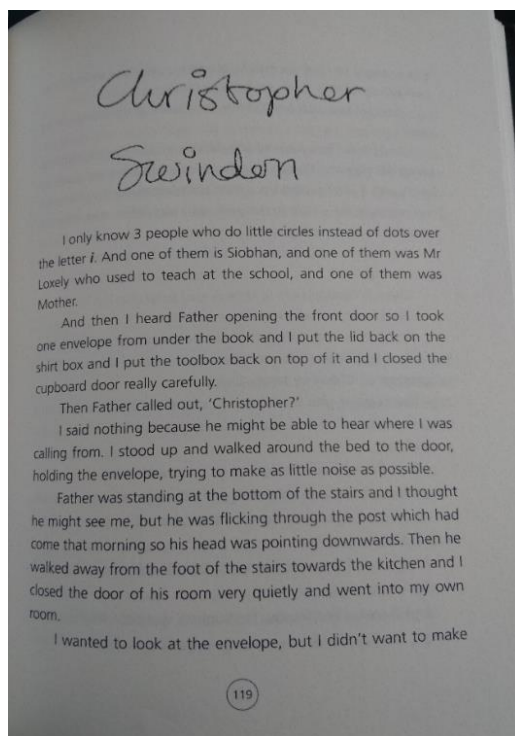 Christopher
Swindon
I only know 3 people who do little circles instead of dots over
the letter i. And one of them is Siobhan, and one of them was Mr
Loxely who used to teach at the school, and one of them was
Mother.
And then I heard Father opening the front door so I took
one envelope from under the book and I put the lid back on the
shirt box and I put the toolbox back on top of it and I closed the
cupboard door really carefully.
Then Father called out, ‘Christopher?’
I said nothing because he might be able to hear where I was
calling from. I stood up and walked around the bed to the door,
holding the envelope, trying to make as little noise as possible.
Father was standing at the bottom of the stairs and I thought
he might see me, but he was flicking through the post which had
come that morning so his head was pointing downwards. Then he
walked away from the foot of the stairs towards the kitchen and I
closed the door of his room very quietly and went into my own
room.
I wanted to look at the envelope, but I didn’t want to make
119